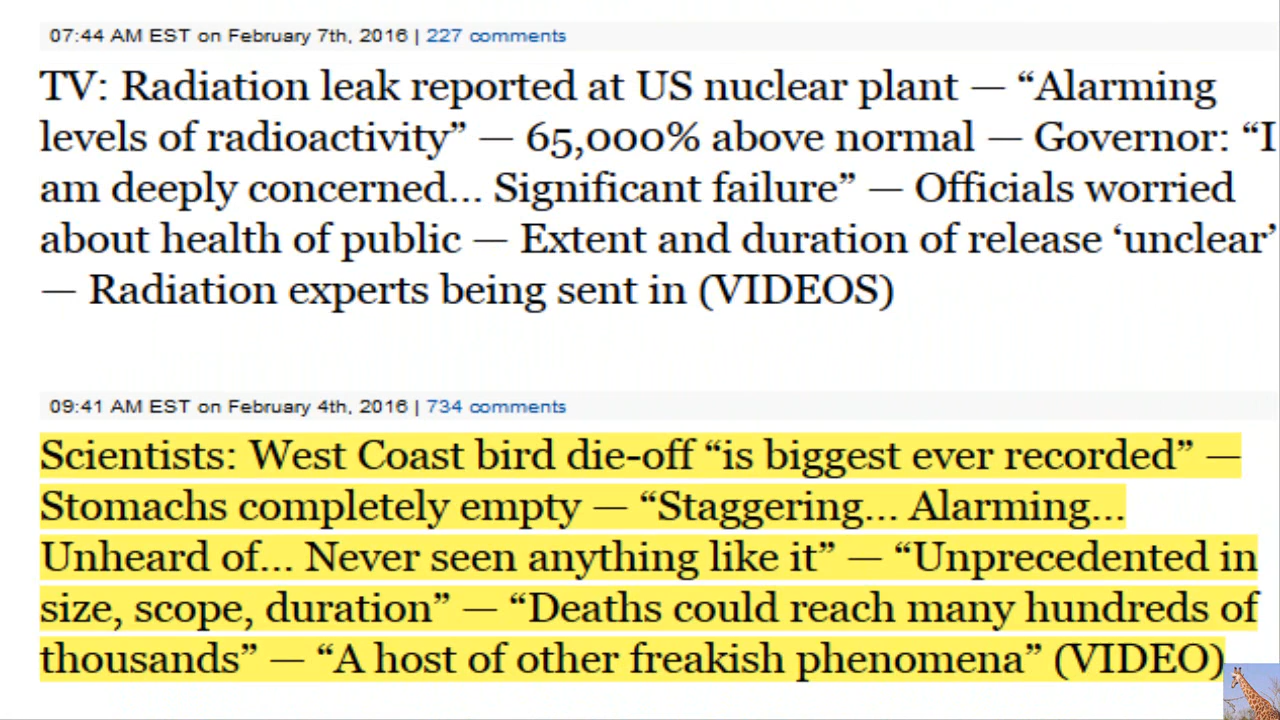 07:44 AM EST on February 7th, 2016 | 227 comments
TV: Radiation leak reported at US nuclear plant — “Alarming
levels of radioactivity” — 65,000% above normal — Governor: “I
am deeply concerned... Significant failure” — Officials worried
about health of public — Extent and duration of release ‘unclear’
— Radiation experts being sent in (VIDEOS)
09:41 AM EST on February 4th, 2016 | 734 comments
Scientists: West Coast bird die-off “is biggest ever recorded” —
Stomachs completely empty — “Staggering... Alarming...
Unheard of... Never seen anything like it” — “Unprecedented in
size, scope, duration” — “Deaths could reach many hundreds of
thousands” — “A host of other freakish phenomena” (VIDEO)